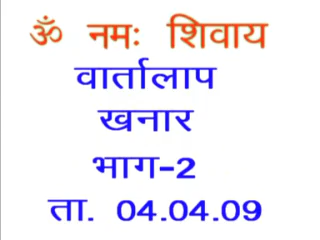 ॐ नमः शिवाय
वार्तालाप
खनार
भाग-2
ता. 04.04.09